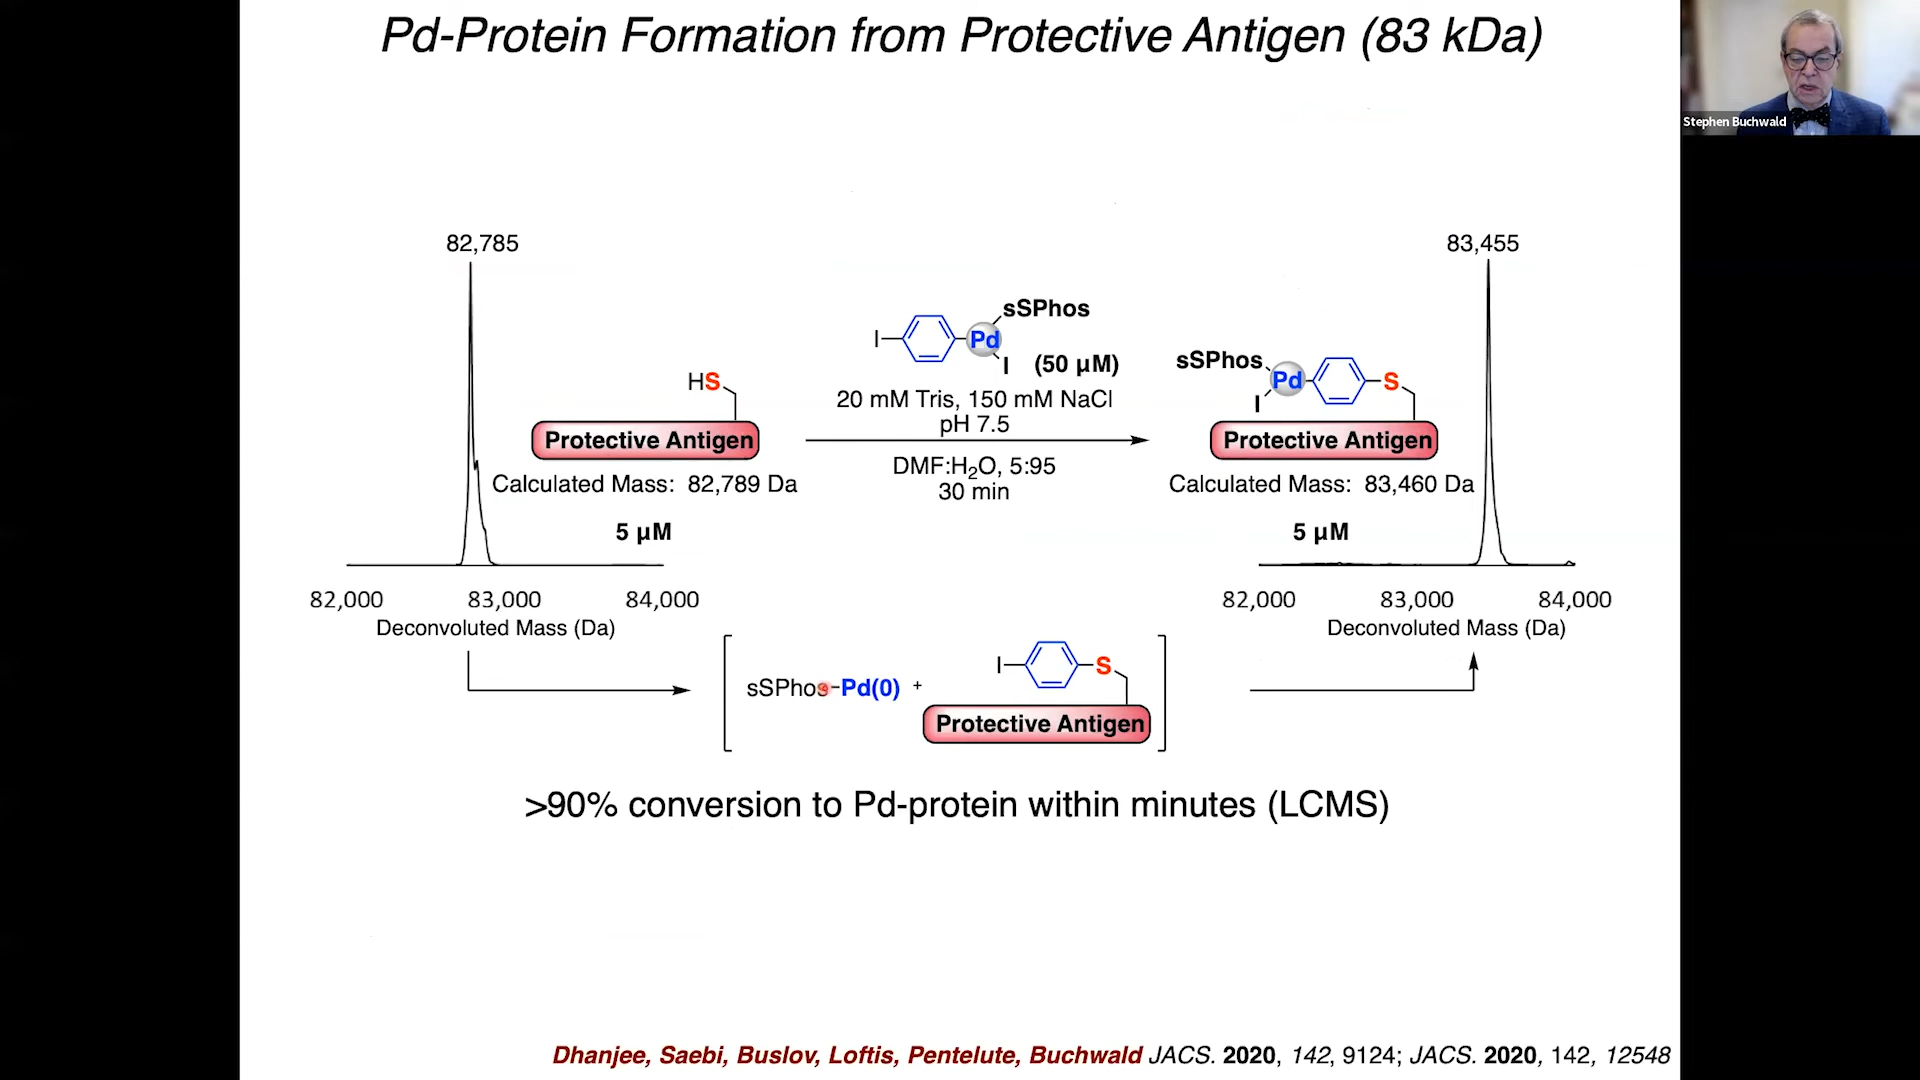 Pd-Protein Formation from Protective Antigen (83 kDa)
Stephen Buchwald
82,785
HS
Protective Antigen
Calculated Mass: 82,789 Da
5 µM
82,000 83,000 84,000
Deconvoluted Mass (Da)
sSPhos
I Pd
I (50 µM)
20 mM Tris, 150 mM NaCl
pH 7.5
DMF:H₂O, 5:95
30 min
83,455
sSPhos
Pd S
I
Protective Antigen
Calculated Mass: 83,460 Da
5 µM
82,000 83,000 84,000
Deconvoluted Mass (Da)
I S
sSPhos-Pd(0) +
Protective Antigen
>90% conversion to Pd-protein within minutes (LCMS)
Dhanjee, Saebi, Buslov, Loftis, Pentelute, Buchwald JACS. 2020, 142, 9124; JACS. 2020, 142, 12548